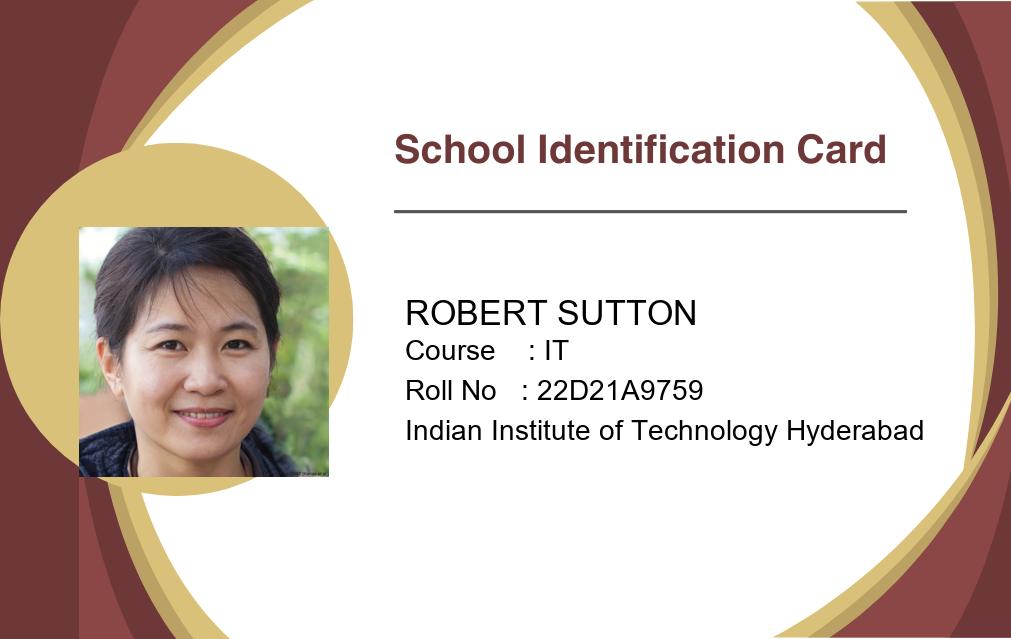 School Identification Card
ROBERT SUTTON
Course : IT
Roll No : 22D21A9759
Indian Institute of Technology Hyderabad